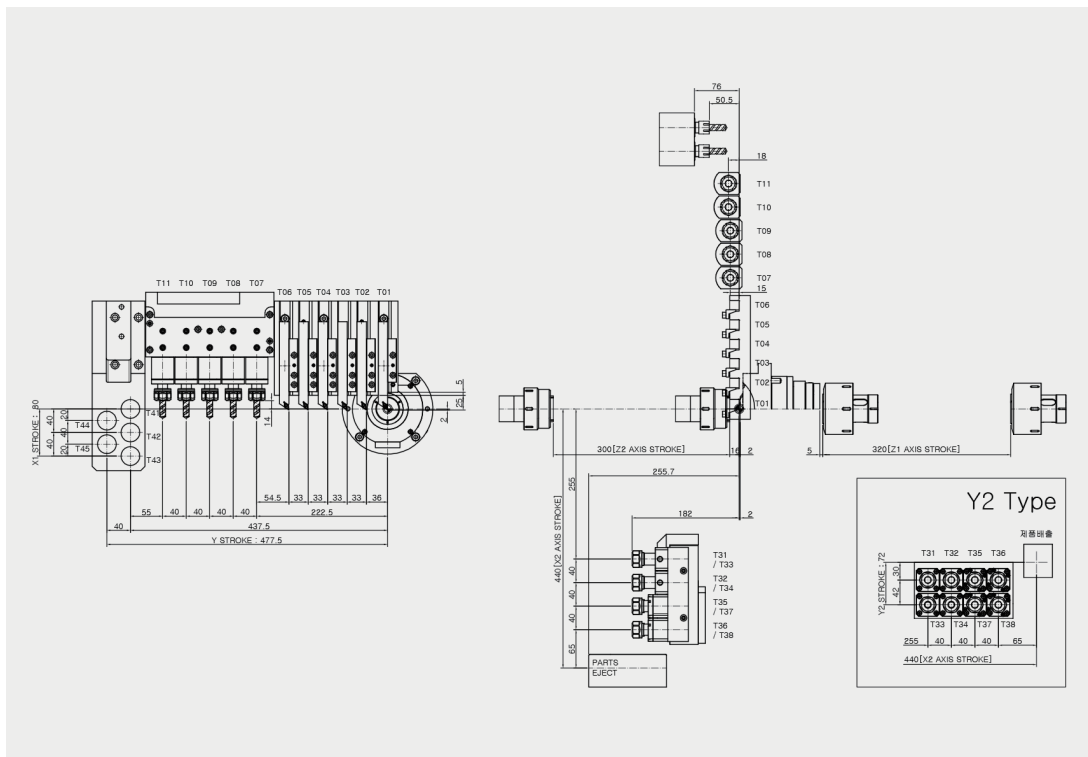 76
50.5
18
T11
T10
T09
T08
T07
15
T06
T05
T04
T03
T02
T01
T11 T10 T09 T08 T07
T06 T05 T04 T03 T02 T01
5
25
2
14
X1 STROKE : 80
40
40
20
40
20
T41
T44
T42
T45
T43
54.5 33 33 33 33 36
55 40 40 40 40 222.5
40 437.5
Y STROKE : 477.5
300[Z2 AXIS STROKE]
16 2
5
320[Z1 AXIS STROKE]
255.7
182
2
440[X2 AXIS STROKE]
255
40
40
40
65
T31
/ T33
T32
/ T34
T35
/ T37
T36
/ T38
PARTS
EJECT
Y2 Type
제품배출
T31 T32 T35 T36
Y2 STROKE : 72
30
42
T33 T34 T37 T38
255 40 40 40 65
440[X2 AXIS STROKE]